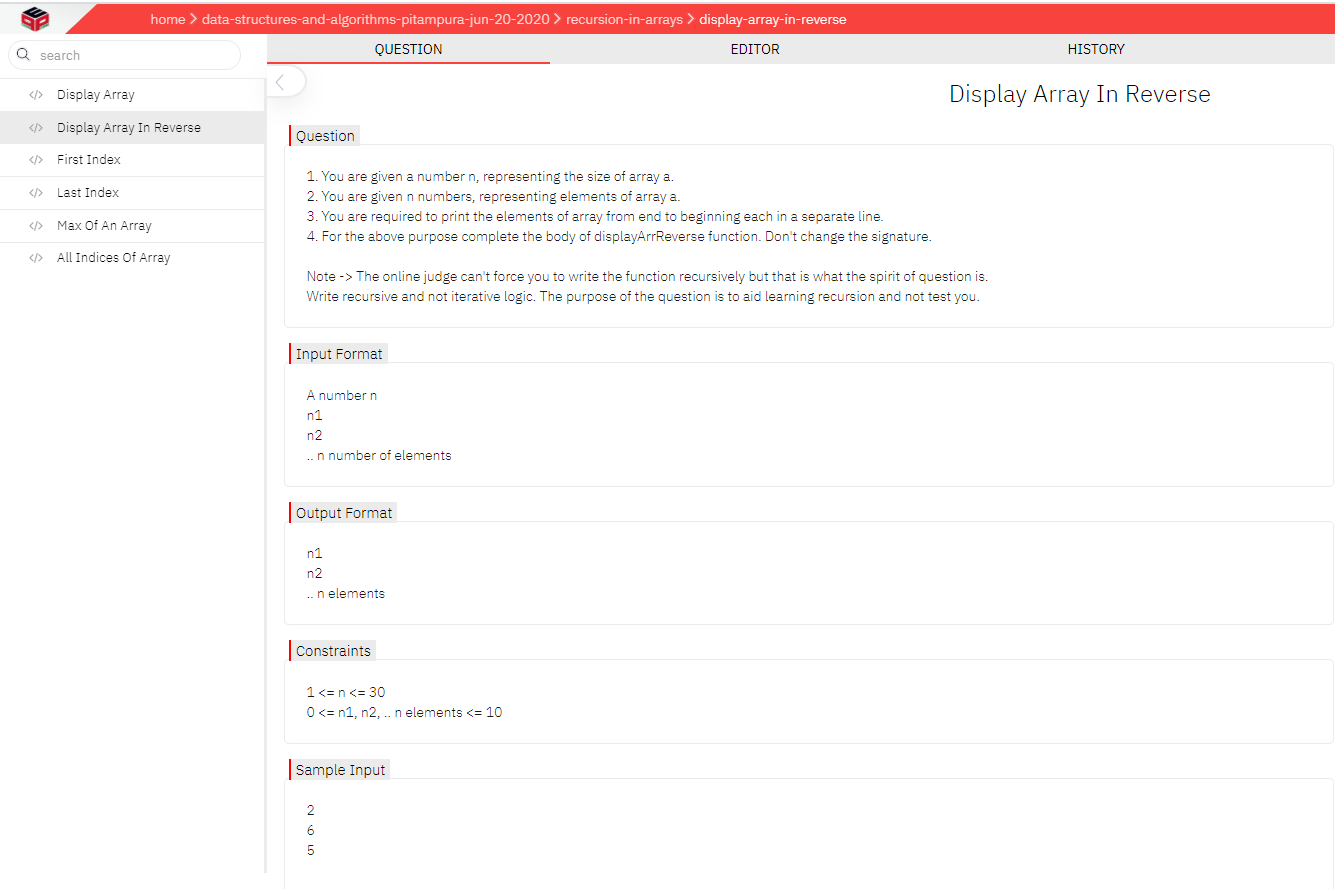 home > data-structures-and-algorithms-pitampura-jun-20-2020 > recursion-in-arrays > display-array-in-reverse
search
QUESTION
EDITOR
HISTORY
</> Display Array
</> Display Array In Reverse
</> First Index
</> Last Index
</> Max Of An Array
</> All Indices Of Array
Display Array In Reverse
Question
1. You are given a number n, representing the size of array a.
2. You are given n numbers, representing elements of array a.
3. You are required to print the elements of array from end to beginning each in a separate line.
4. For the above purpose complete the body of displayArrReverse function. Don't change the signature.
Note -> The online judge can't force you to write the function recursively but that is what the spirit of question is.
Write recursive and not iterative logic. The purpose of the question is to aid learning recursion and not test you.
Input Format
A number n
n1
n2
.. n number of elements
Output Format
n1
n2
.. n elements
Constraints
1 <= n <= 30
0 <= n1, n2, .. n elements <= 10
Sample Input
2
6
5